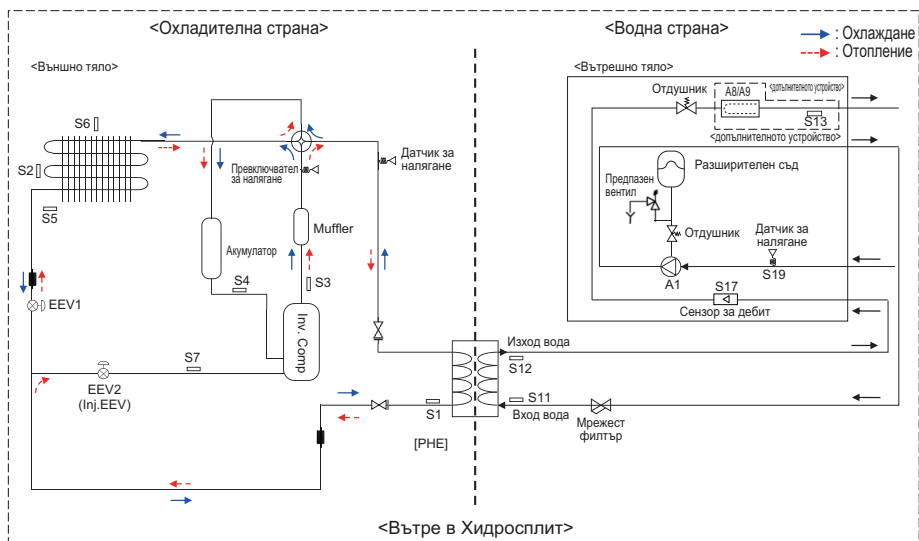 <Охладителна страна>
<Водна страна>
: Охлаждане
: Отопление
<Външно тяло>
<Вътрешно тяло>
S6
S2
S5
Превключвател
за налягане
Датчик за
налягане
Muffler
Акумулатор
S4
S3
Inv. Comp
EEV1
S7
EEV2
(Inj.EEV)
S1
[PHE]
Отдушник
A8/A9
<допълнителното устройство>
S13
<допълнителното устройство>
Разширителен съд
Предпазен
вентил
Отдушник
Датчик за
налягане
S19
A1
S17
Сензор за дебит
Изход вода
S12
S11
Вход вода
Мрежест
филтър
<Вътре в Хидросплит>